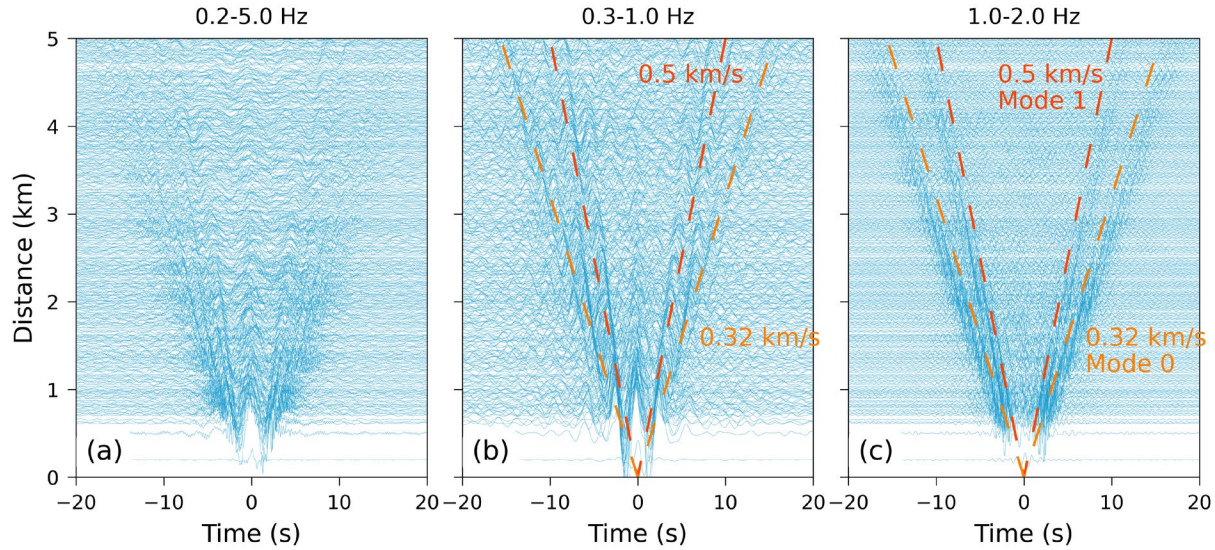 0.2-5.0 Hz
0.3-1.0 Hz
1.0-2.0 Hz
Distance (km)
5
4
3
2
1
0
(a)
−20
−10
0
10
20
Time (s)
0.5 km/s
0.32 km/s
(b)
−20
−10
0
10
20
Time (s)
0.5 km/s
Mode 1
0.32 km/s
Mode 0
(c)
−20
−10
0
10
20
Time (s)